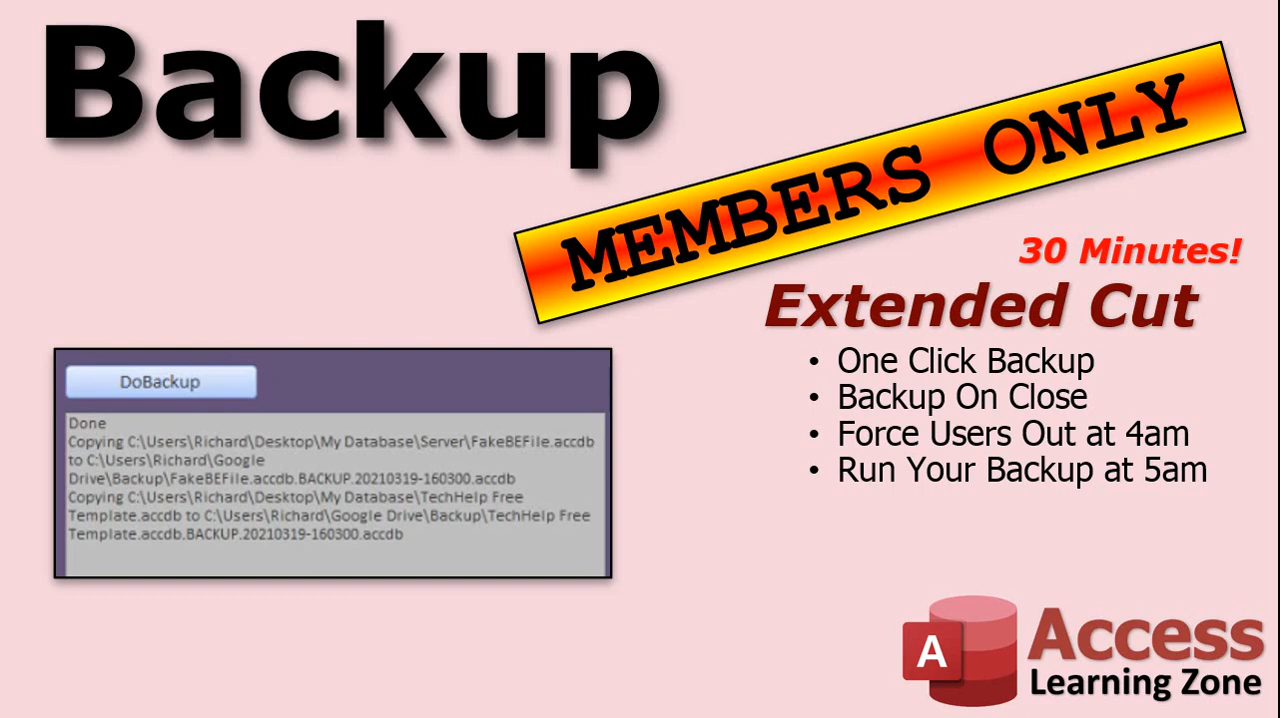 Backup
MEMBERS ONLY
30 Minutes!
Extended Cut
• One Click Backup
• Backup On Close
• Force Users Out at 4am
• Run Your Backup at 5am
DoBackup
Done
Copying C:\Users\Richard\Desktop\My Database\Server\FakeBEFile.accdb
to C:\Users\Richard\Google
Drive\Backup\FakeBEFile.accdb.BACKUP.20210319-160300.accdb
Copying C:\Users\Richard\Desktop\My Database\TechHelp Free
Template.accdb to C:\Users\Richard\Google Drive\Backup\TechHelp Free
Template.accdb.BACKUP.20210319-160300.accdb
A
Access
Learning Zone